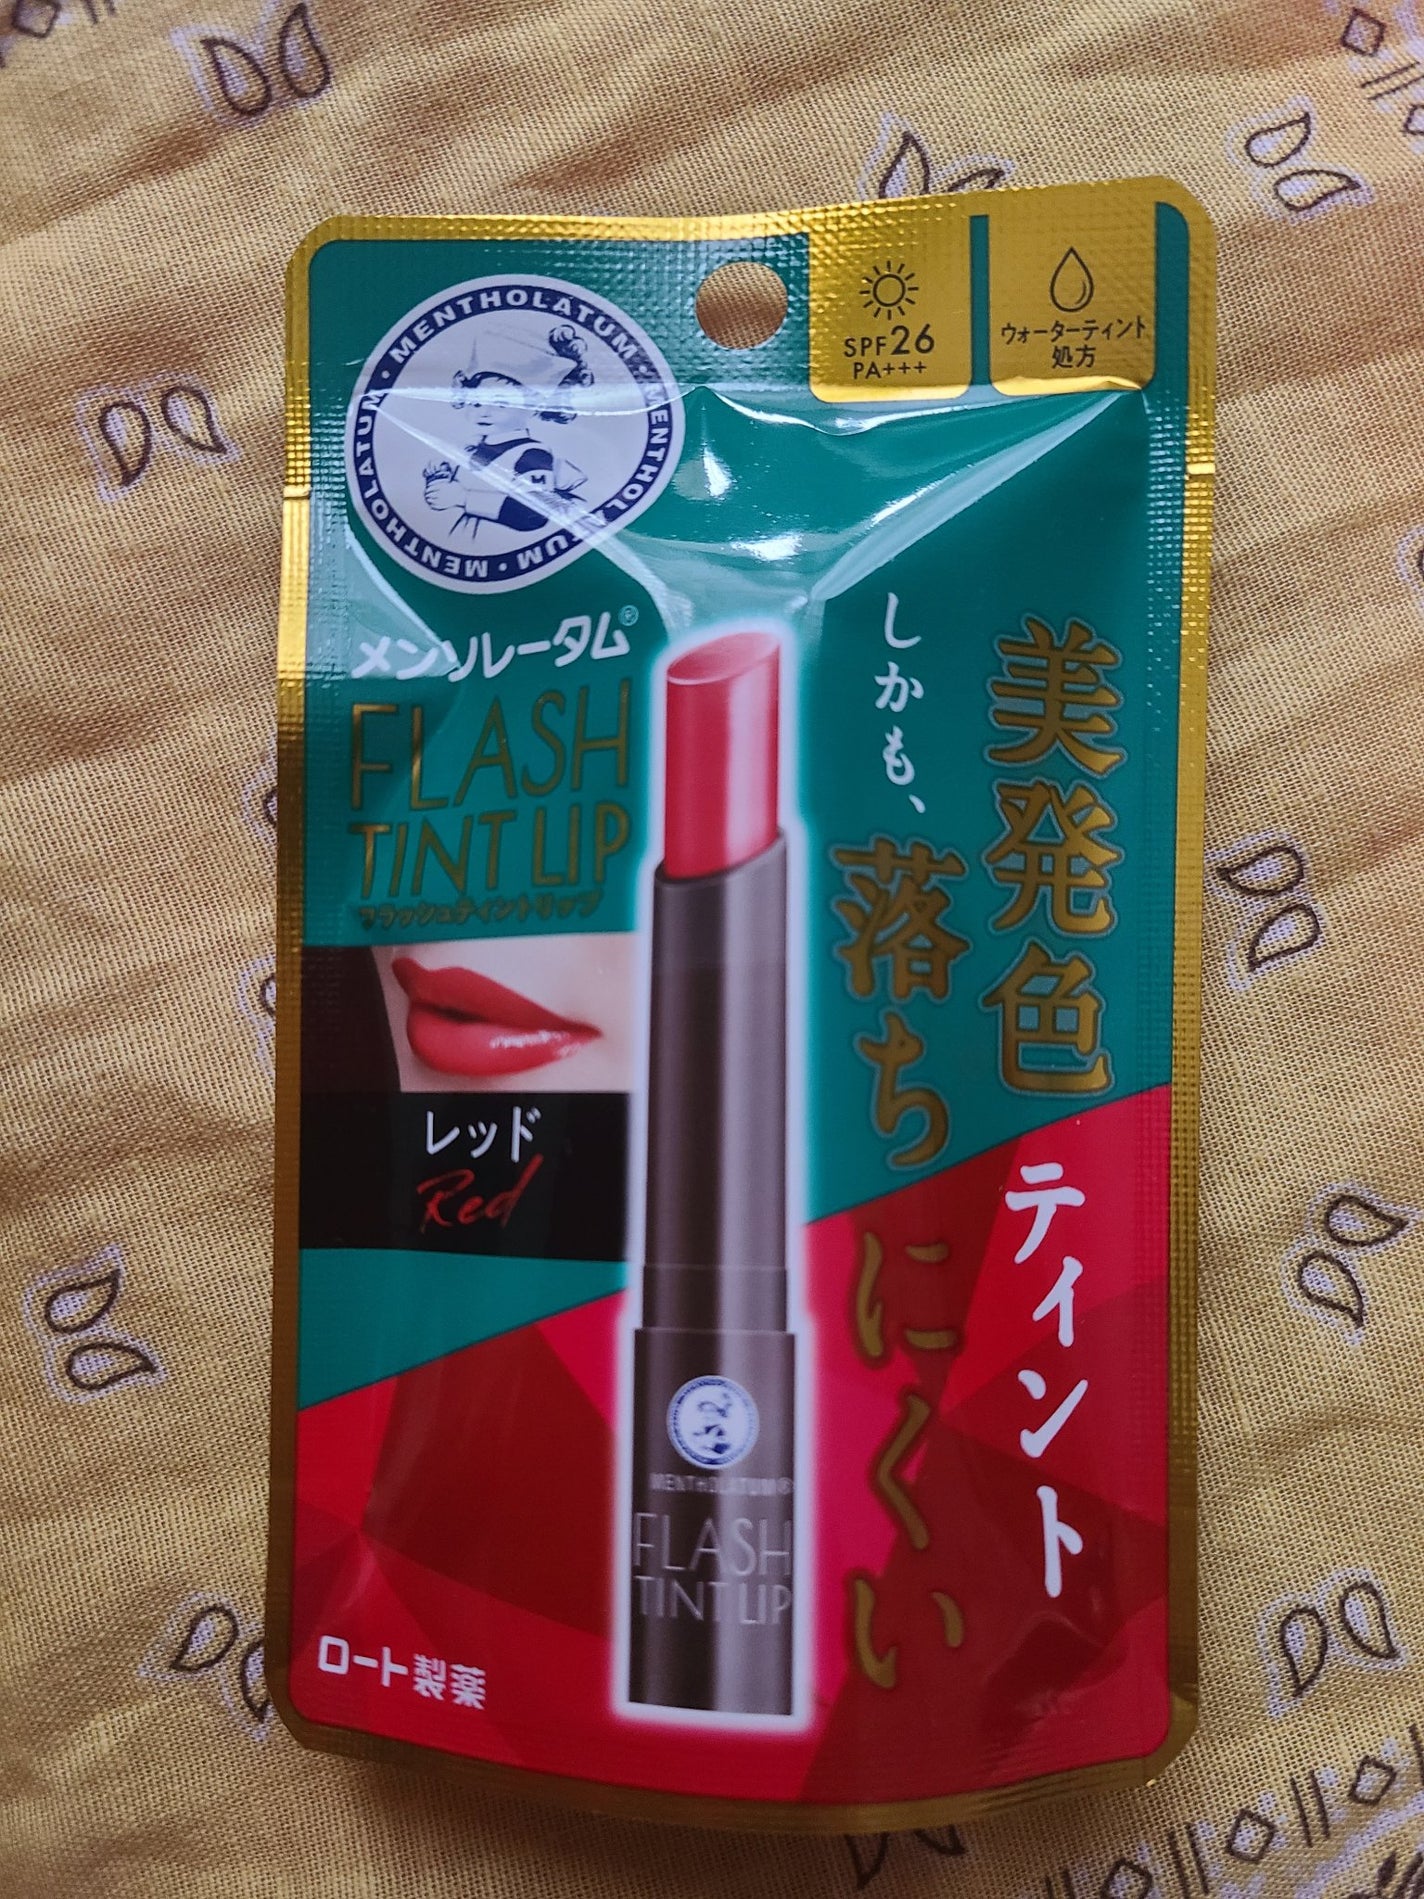 MENTHOLATUM · MENTHOLATUM · MENTHOLATUM · MENTHOLATUM ·
SPF26
PA+++
ウォーターティント
処方
メンソレータム®
FLASH
TINT LIP
フラッシュティントリップ
レッド
Red
美発色ティント
しかも、落ちにくい
MENTHOLATUM®
FLASH
TINT LIP
ロート製薬